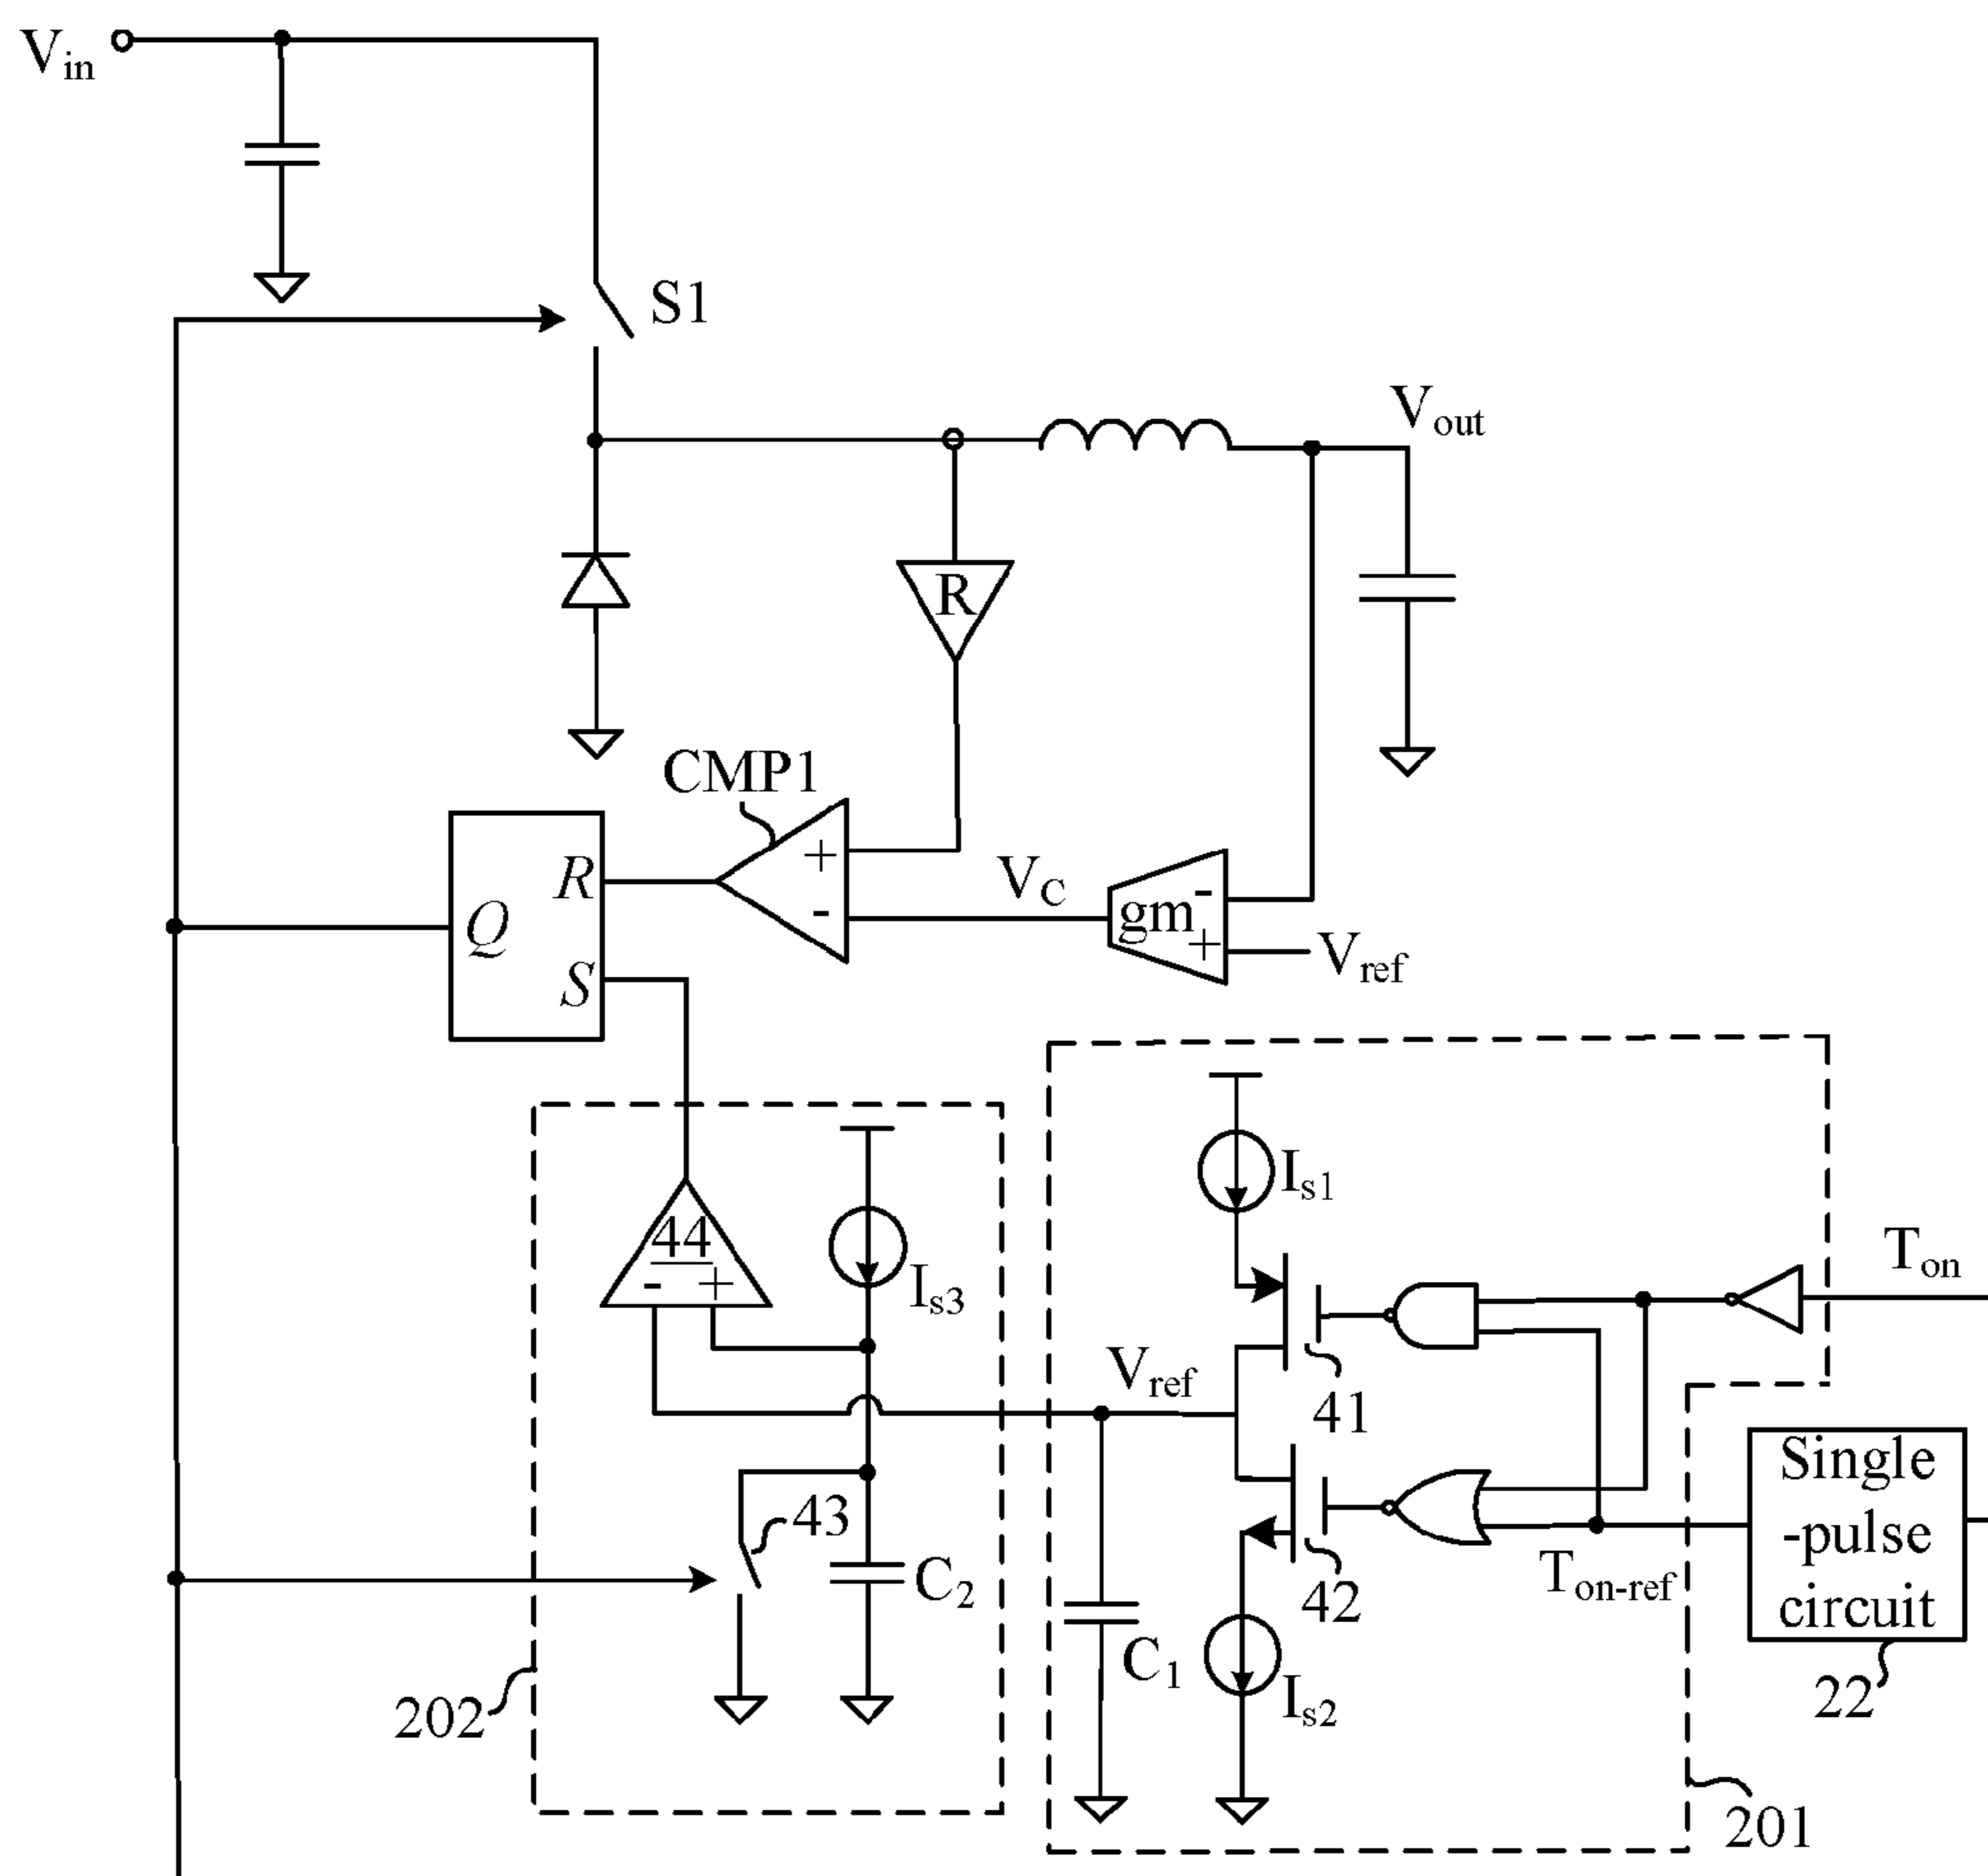 Vin
S1
Vout
R
CMP1
+
-
VC
gm
-
+
Vref
R
Q
S
44
-
+
Is3
Is1
Ton
Vref
41
43
C2
42
Ton-ref
Single
-pulse
circuit
C1
Is2
22
202
201